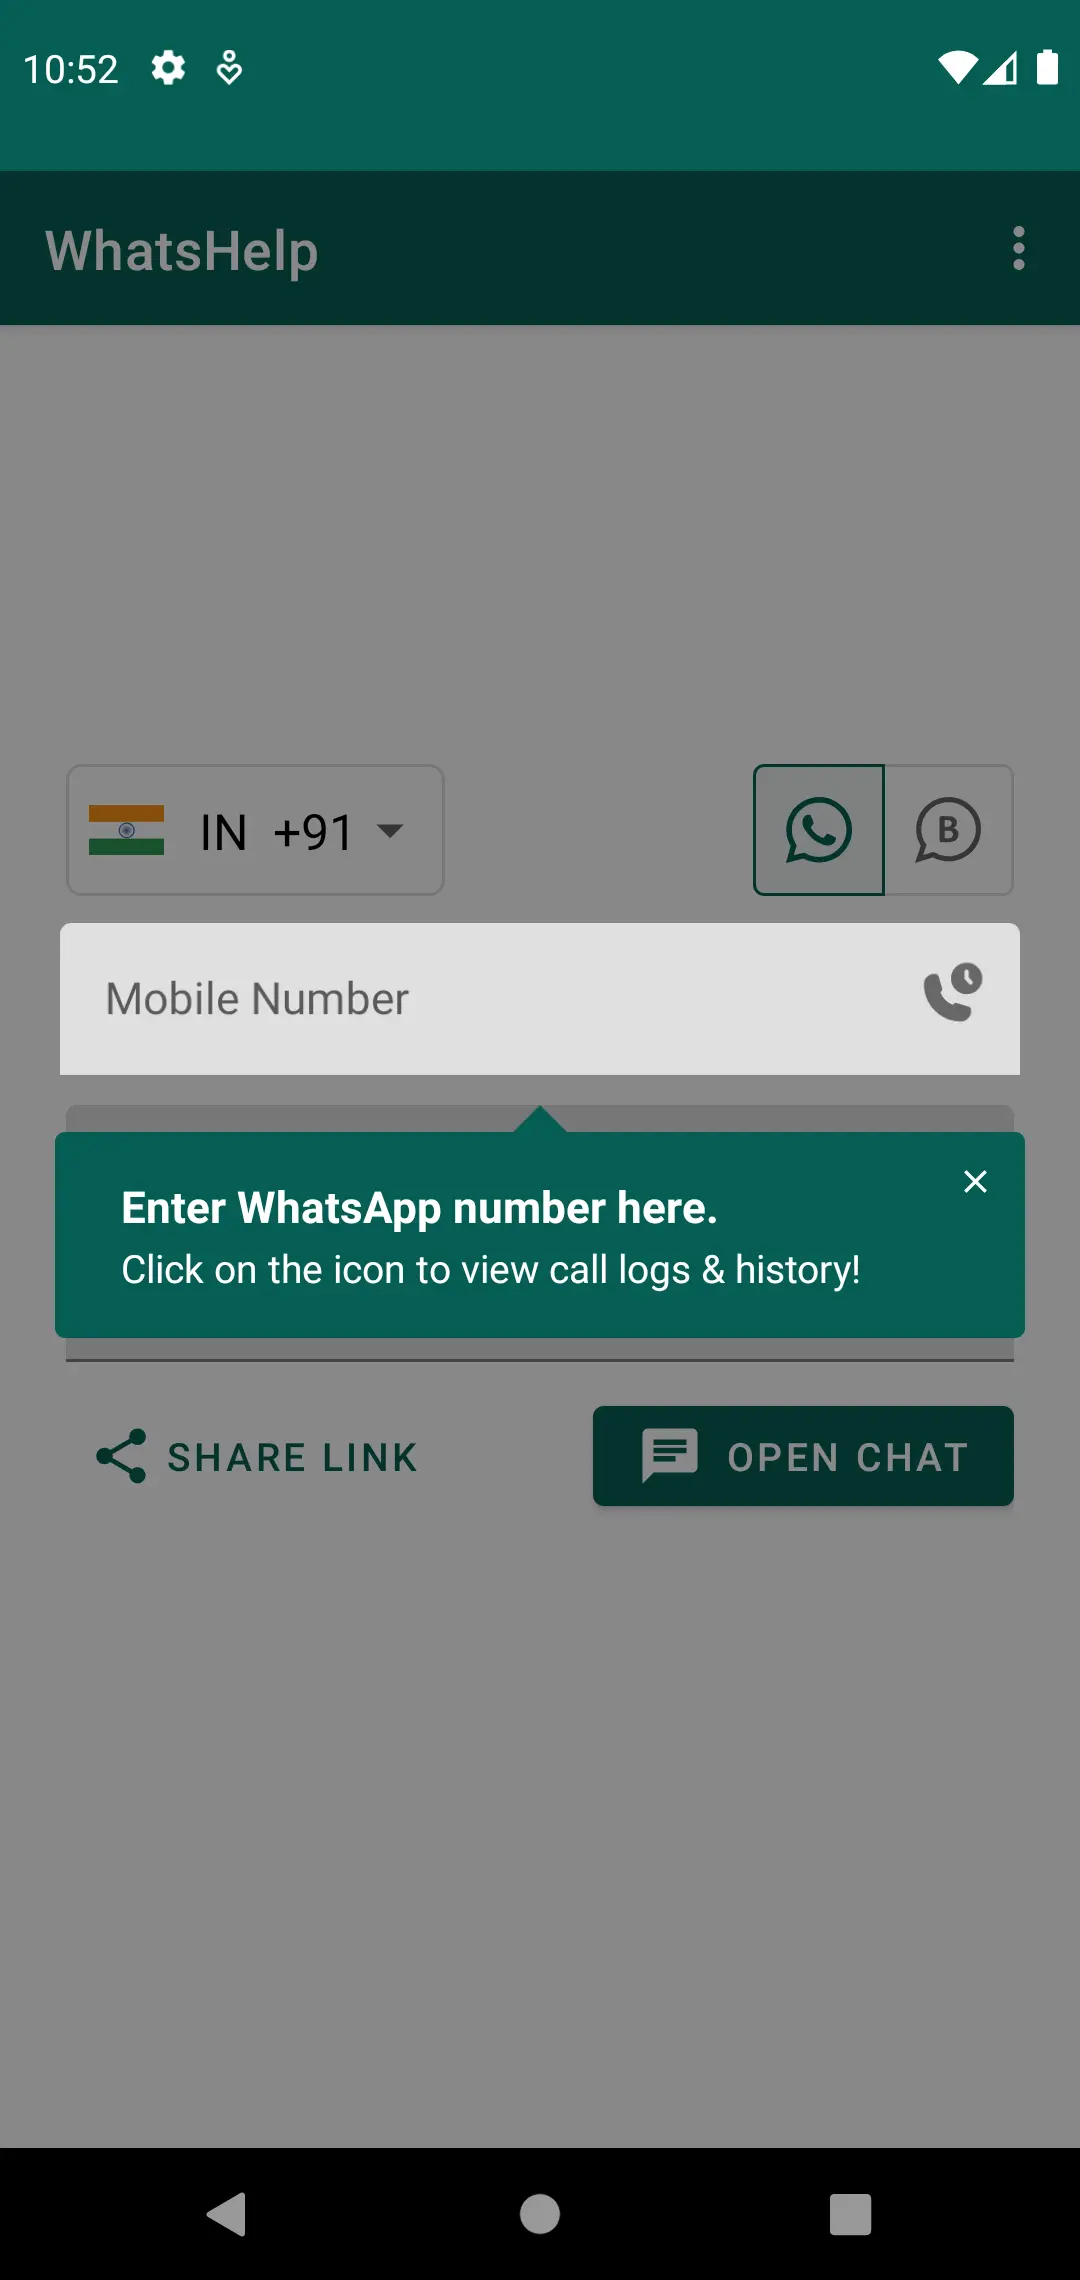 10:52
WhatsHelp
IN +91
B
Mobile Number
Enter WhatsApp number here.
Click on the icon to view call logs & history!
SHARE LINK
OPEN CHAT